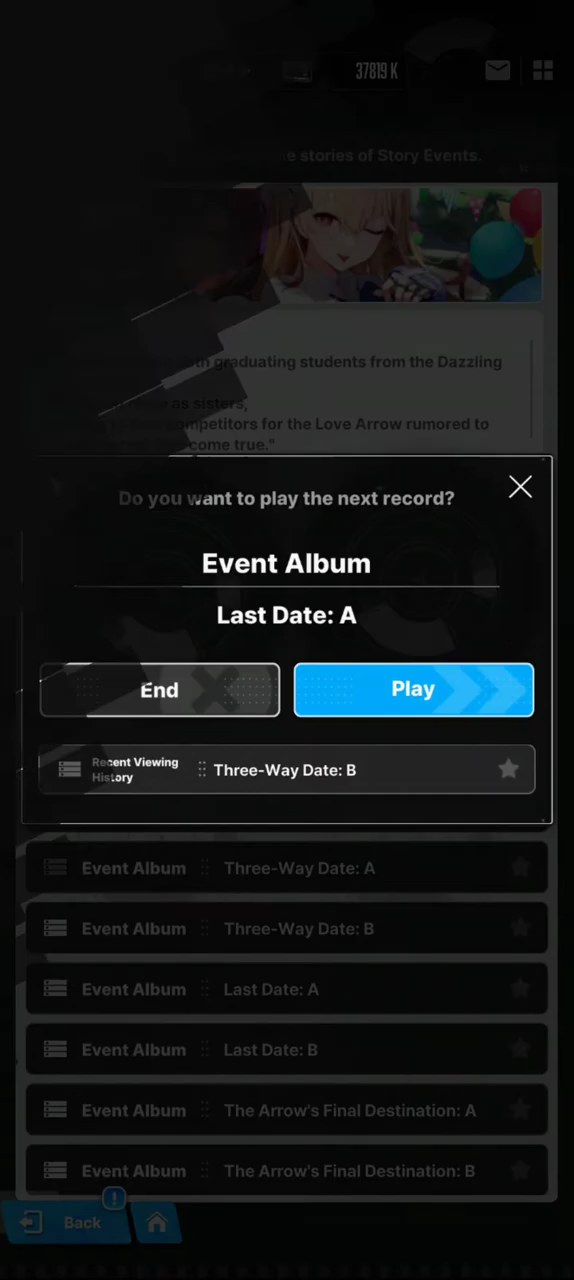 37819 K
e stories of Story Events.
graduating students from the Dazzling
as sisters,
competitors for the Love Arrow rumored to
come true."
Do you want to play the next record?
Event Album
Last Date: A
End
Play
Recent Viewing
History
Three-Way Date: B
Event Album
Three-Way Date: A
Event Album
Three-Way Date: B
Event Album
Last Date: A
Event Album
Last Date: B
Event Album
The Arrow's Final Destination: A
Event Album
The Arrow's Final Destination: B
!
Back